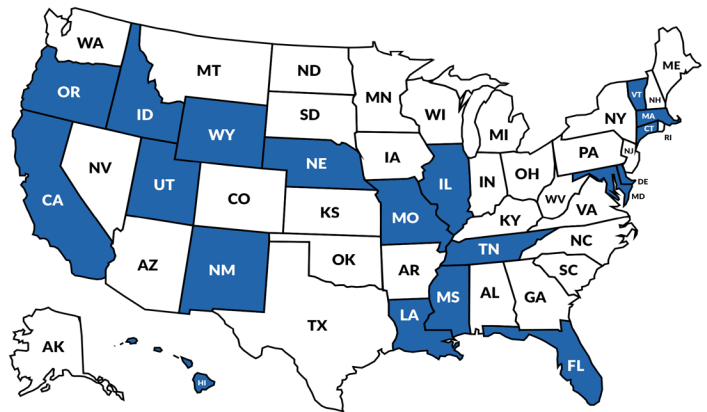 WA
MT
ND
MN
ME
OR
ID
SD
WI
VT
NH
WY
MI
NY
MA
CT
RI
NE
IA
PA
NJ
NV
UT
CO
IL
IN
OH
DE
MD
CA
KS
MO
WV
VA
KY
AZ
NM
OK
AR
TN
NC
SC
MS
AL
GA
LA
TX
AK
FL
HI